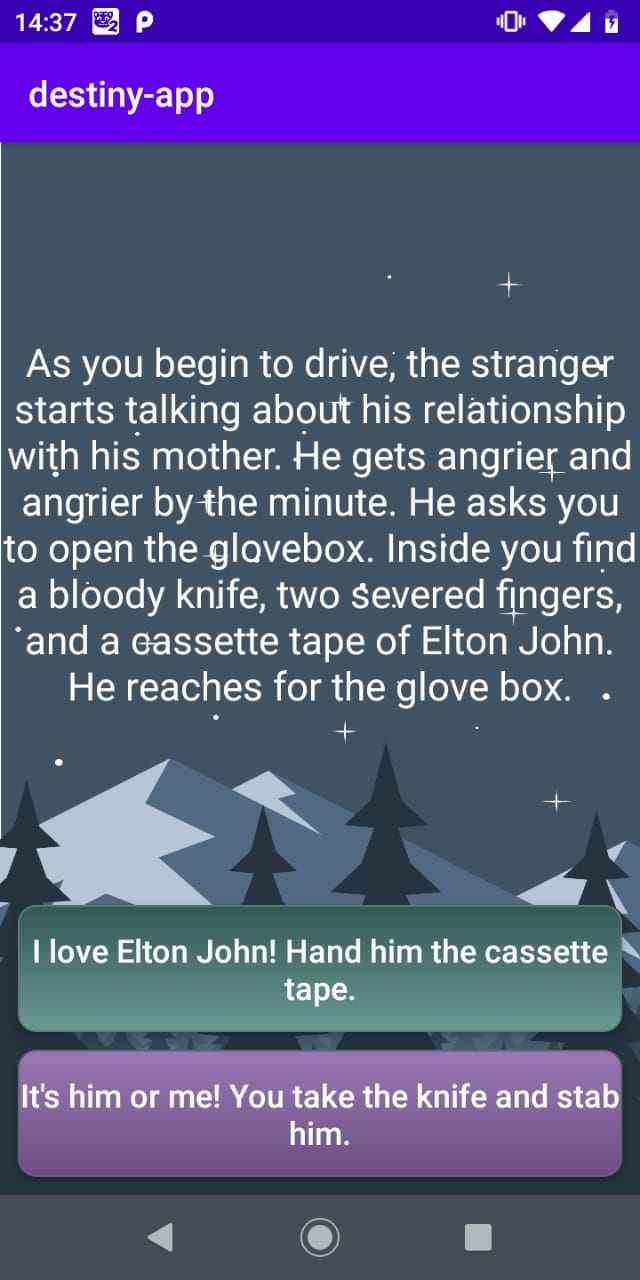 14:37
destiny-app
As you begin to drive, the stranger
starts talking about his relationship
with his mother. He gets angrier and
angrier by the minute. He asks you
to open the glovebox. Inside you find
a bloody knife, two severed fingers,
and a cassette tape of Elton John.
He reaches for the glove box.
I love Elton John! Hand him the cassette
tape.
It's him or me! You take the knife and stab
him.